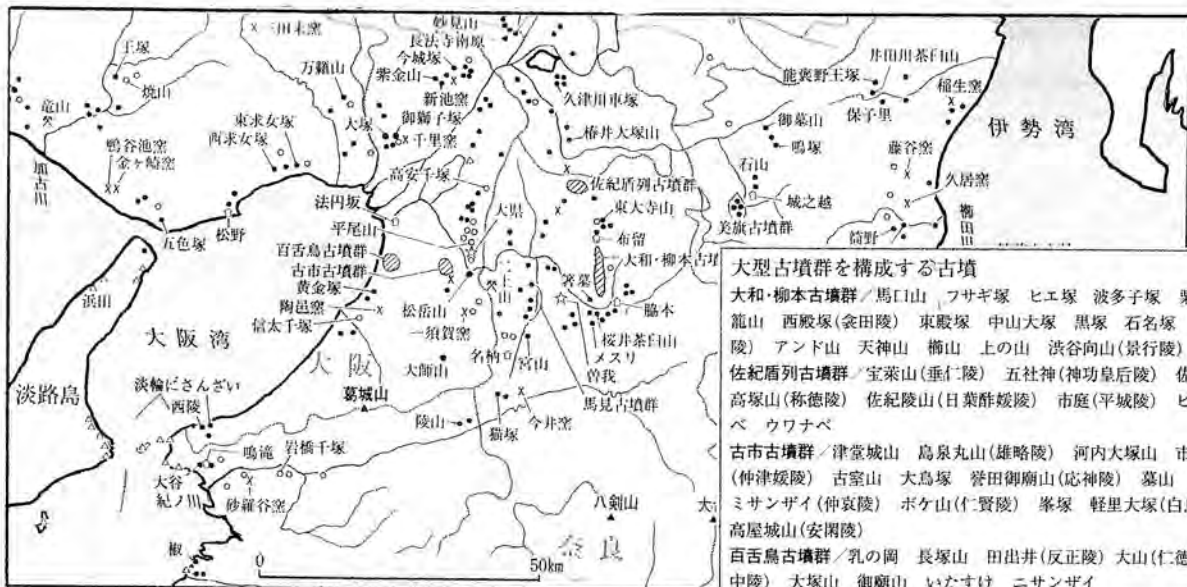 妙見山
長法寺南原
今城塚
紫金山
新池窯
万籟山
三田末窯
王塚
焼山
竜山
鴨谷池窯
金ヶ崎窯
加古川
五色塚
松野
東求女塚
西求女塚
大塚
御獅子塚
千里窯
久津川車塚
椿井大塚山
能褒野王塚
井田川茶臼山
保子里
稲生窯
伊勢湾
御墓山
鳴塚
石山
城之越
美旗古墳群
藤谷窯
久居窯
筒野
櫛田川
高安千塚
法円坂
平尾山
大県
百舌鳥古墳群
古市古墳群
黄金塚
陶邑窯
信太千塚
松岳山
一須賀窯
二上山
佐紀盾列古墳群
東大寺山
布留
大和・柳本古墳
箸墓
脇本
桜井茶臼山
メスリ
曽我
馬見古墳群
宮山
名柄
大師山
浜田
大阪湾
大阪
淡路島
淡輪にさんざい
西陵
葛城山
陵山
猫塚
今井窯
鳴滝
岩橋千塚
大谷
紀ノ川
砂羅谷窯
椒
八剣山
奈良
0
50km
大型古墳群を構成する古墳
大和・柳本古墳群/馬口山 フサギ塚 ヒエ塚 波多子塚
籠山 西殿塚(衾田陵) 東殿塚 中山大塚 黒塚 石名塚
陵) アンド山 天神山 櫛山 上の山 渋谷向山(景行陵)
佐紀盾列古墳群/宝萊山(垂仁陵) 五社神(神功皇后陵) 佐
高塚山(称徳陵) 佐紀陵山(日葉酢媛陵) 市庭(平城陵) ヒ
ベ ウワナベ
古市古墳群/津堂城山 島泉丸山(雄略陵) 河内大塚山 市
(仲津媛陵) 古室山 大鳥塚 誉田御廟山(応神陵) 墓山
ミサンザイ(仲哀陵) ボケ山(仁賢陵) 峯塚 軽里大塚(白
高屋城山(安閑陵)
百舌鳥古墳群/乳の岡 長塚山 田出井(反正陵) 大山(仁徳
中陵) 大塚山 御廟山 いたすけ ニサンザイ